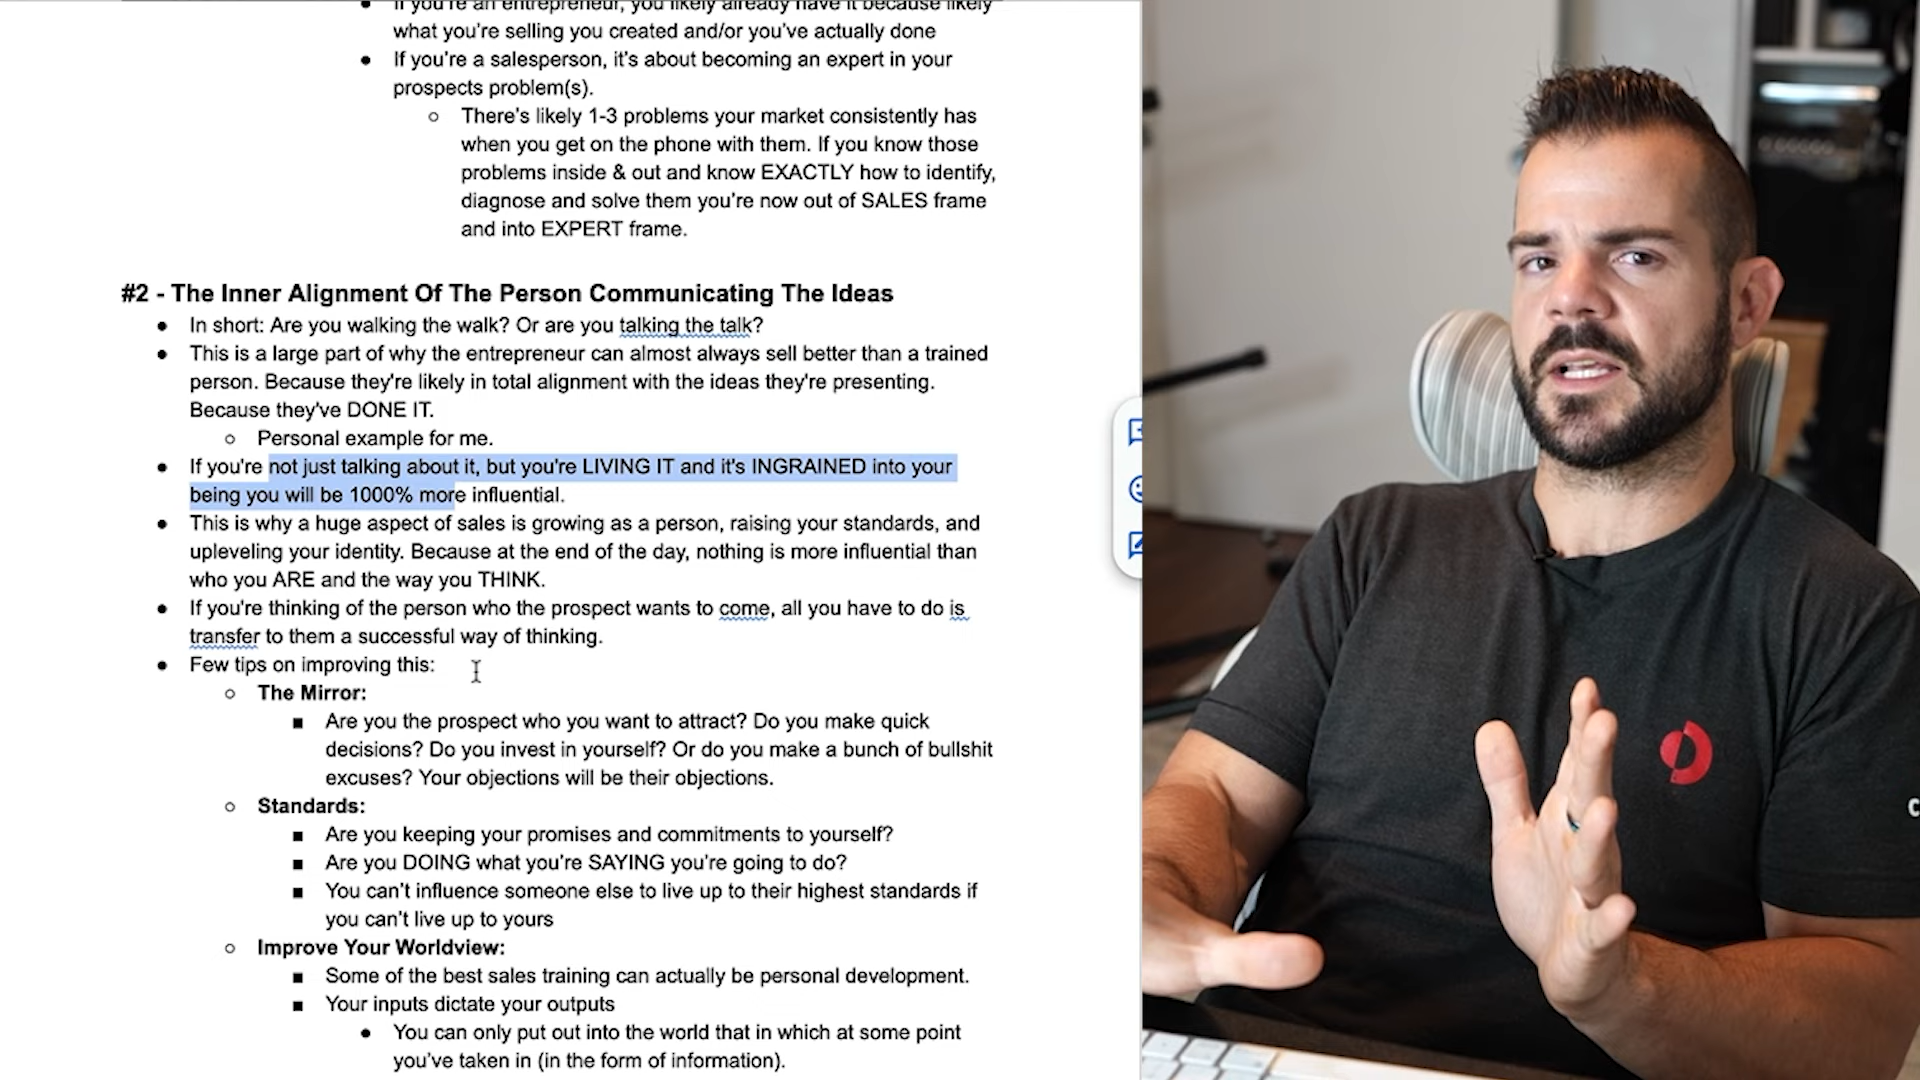 If you're an entrepreneur, you likely already have it because likely
what you're selling you created and/or you've actually done
If you're a salesperson, it's about becoming an expert in your
prospects problem(s).
There's likely 1-3 problems your market consistently has
when you get on the phone with them. If you know those
problems inside & out and know EXACTLY how to identify,
diagnose and solve them you're now out of SALES frame
and into EXPERT frame.
#2 - The Inner Alignment Of The Person Communicating The Ideas
In short: Are you walking the walk? Or are you talking the talk?
This is a large part of why the entrepreneur can almost always sell better than a trained
person. Because they're likely in total alignment with the ideas they're presenting.
Because they've DONE IT.
Personal example for me.
If you're not just talking about it, but you're LIVING IT and it's INGRAINED into your
being you will be 1000% more influential.
This is why a huge aspect of sales is growing as a person, raising your standards, and
upleveling your identity. Because at the end of the day, nothing is more influential than
who you ARE and the way you THINK.
If you're thinking of the person who the prospect wants to come, all you have to do is
transfer to them a successful way of thinking.
Few tips on improving this:
The Mirror:
Are you the prospect who you want to attract? Do you make quick
decisions? Do you invest in yourself? Or do you make a bunch of bullshit
excuses? Your objections will be their objections.
Standards:
Are you keeping your promises and commitments to yourself?
Are you DOING what you're SAYING you're going to do?
You can't influence someone else to live up to their highest standards if
you can't live up to yours
Improve Your Worldview:
Some of the best sales training can actually be personal development.
Your inputs dictate your outputs
You can only put out into the world that in which at some point
you've taken in (in the form of information).